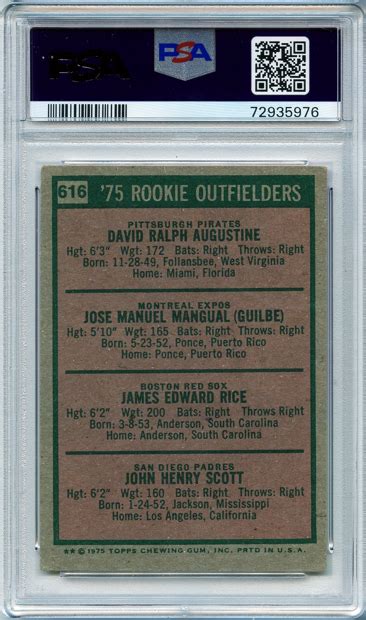 PSA PSA
72935976
616 '75 ROOKIE OUTFIELDERS
PITTSBURGH PIRATES
DAVID RALPH AUGUSTINE
Hgt: 6'3" Wgt: 172 Bats: Right Throws: Right
Born: 11-28-49, Follansbee, West Virginia
Home: Miami, Florida
MONTREAL EXPOS
JOSE MANUEL MANGUAL (GUILBE)
Hgt: 5'10" Wgt: 165 Bats: Right Throws: Right
Born: 5-23-52, Ponce, Puerto Rico
Home: Ponce, Puerto Rico
BOSTON RED SOX
JAMES EDWARD RICE
Hgt: 6'2" Wgt: 200 Bats: Right Throws Right
Born: 3-8-53, Anderson, South Carolina
Home: Anderson, South Carolina
SAN DIEGO PADRES
JOHN HENRY SCOTT
Hgt: 6'2" Wgt: 160 Bats: Right Throws: Right
Born: 1-24-52, Jackson, Mississippi
Home: Los Angeles, California
** © 1975 TOPPS CHEWING GUM, INC. PRTD IN U.S.A.